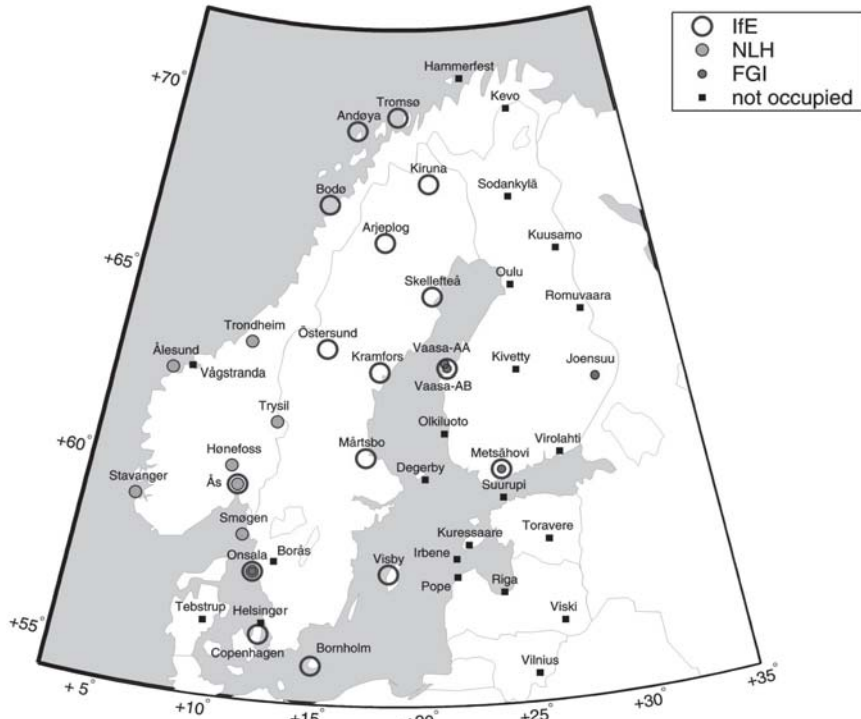 IfE
NLH
FGI
not occupied
+70°
Hammerfest
Kevo
Tromsø
Andøya
Kiruna
Sodankylä
Bodø
Arjeplog
Kuusamo
+65°
Skellefteå
Oulu
Romuvaara
Trondheim
Östersund
Vaasa-AA
Ålesund
Vågstranda
Kramfors
Kivetty
Joensuu
Vaasa-AB
Trysil
Olkiluoto
+60°
Hønefoss
Mårtsbo
Metsähovi
Virolahti
Stavanger
Ås
Degerby
Suurupi
Smøgen
Kuressaare
Toravere
Onsala
Borås
Visby
Irbene
Pope
Riga
+55°
Tebstrup
Helsingør
Viski
Copenhagen
Bornholm
Vilnius
+35°
+ 5°
+10°
+15°
+20°
+25°
+30°